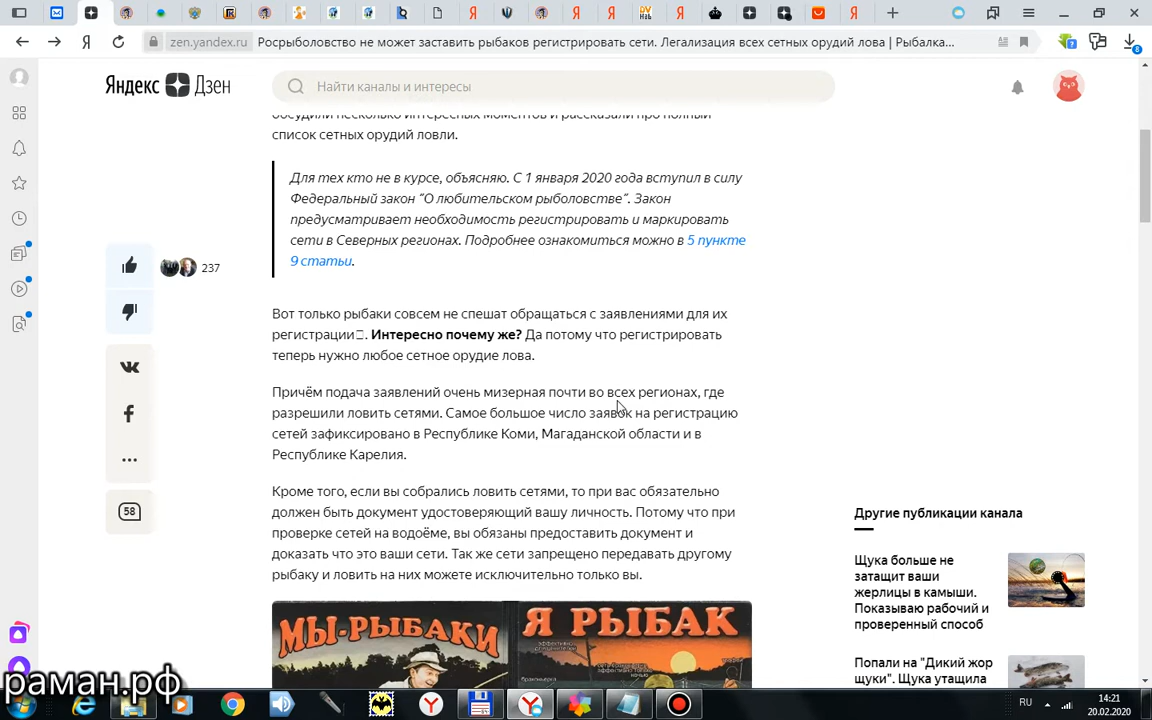 zen.yandex.ru Росрыболовство не может заставить рыбаков регистрировать сети. Легализация всех сетных орудий лова | Рыбалка...
Яндекс Дзен
Найти каналы и интересы
обсудили несколько интересных моментов и рассказали про полный
список сетных орудий ловли.
Для тех кто не в курсе, объясняю. С 1 января 2020 года вступил в силу
Федеральный закон “О любительском рыболовстве”. Закон
предусматривает необходимость регистрировать и маркировать
сети в Северных регионах. Подробнее ознакомиться можно в 5 пункте
9 статьи.
237
Вот только рыбаки совсем не спешат обращаться с заявлениями для их
регистрации. Интересно почему же? Да потому что регистрировать
теперь нужно любое сетное орудие лова.
Причём подача заявлений очень мизерная почти во всех регионах, где
разрешили ловить сетями. Самое большое число заявок на регистрацию
сетей зафиксировано в Республике Коми, Магаданской области и в
Республике Карелия.
58
Кроме того, если вы собрались ловить сетями, то при вас обязательно
должен быть документ удостоверяющий вашу личность. Потому что при
проверке сетей на водоёме, вы обязаны предоставить документ и
доказать что это ваши сети. Так же сети запрещено передавать другому
рыбаку и ловить на них можете исключительно только вы.
МЫ-РЫБАКИ
Я РЫБАК
Другие публикации канала
Щука больше не
затащит ваши
жерлицы в камыши.
Показываю рабочий и
проверенный способ
Попали на "Дикий жор
щуки". Щука утащила
раман.рф
RU
14:21
20.02.2020